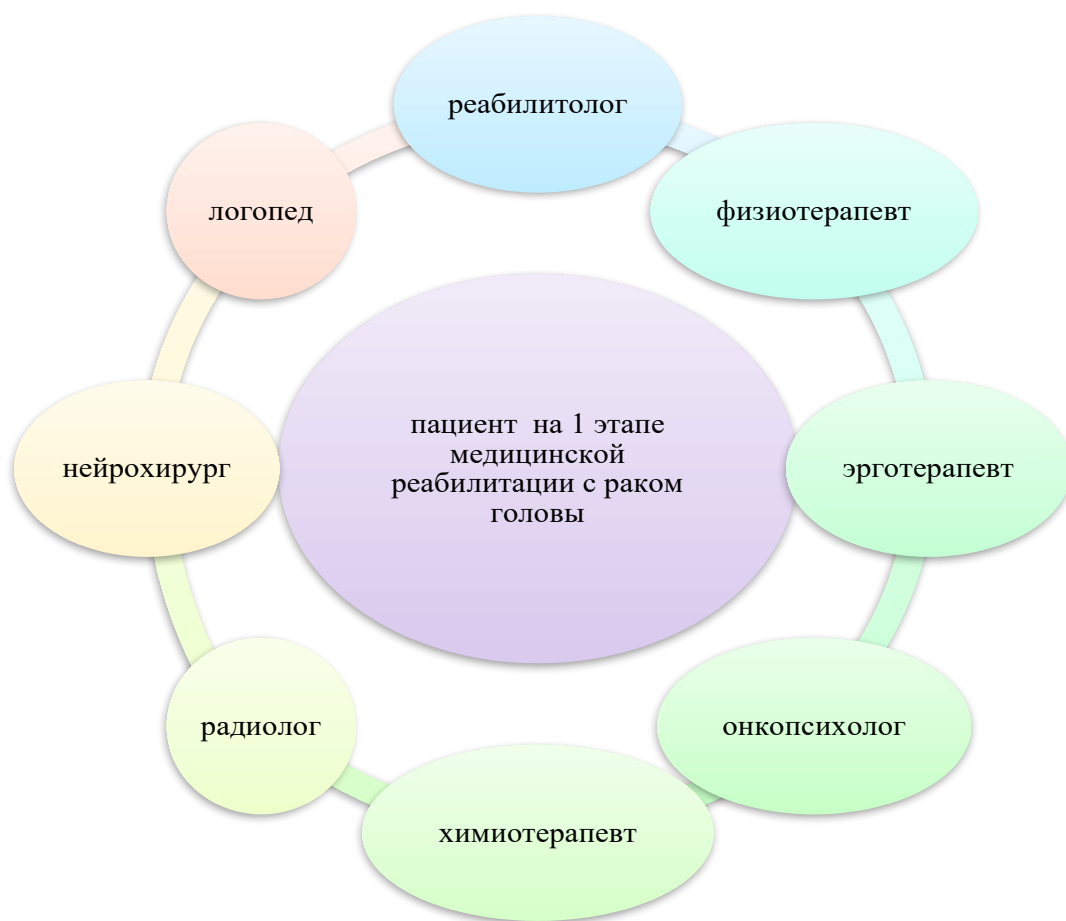 реабилитолог
логопед
физиотерапевт
пациент на 1 этапе
медицинской
реабилитации с раком
головы
нейрохирург
эрготерапевт
радиолог
онкопсихолог
химиотерапевт